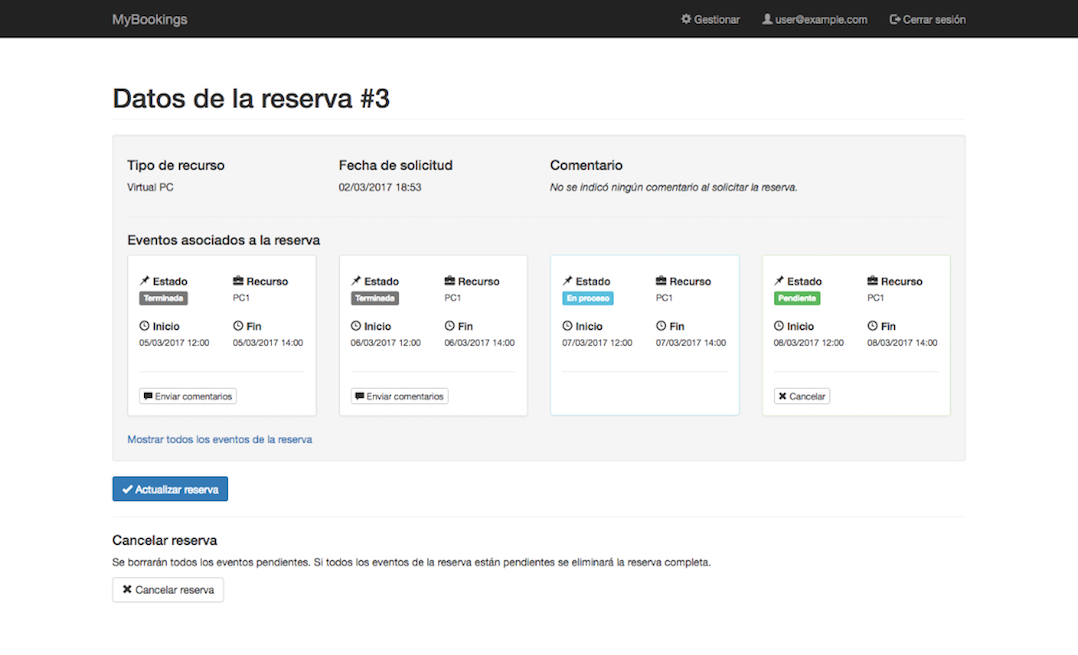 MyBookings
Gestionar
user@example.com
Cerrar sesión
Datos de la reserva #3
Tipo de recurso
Virtual PC
Fecha de solicitud
02/03/2017 18:53
Comentario
No se indicó ningún comentario al solicitar la reserva.
Eventos asociados a la reserva
Estado
Terminada
Recurso
PC1
Inicio
05/03/2017 12:00
Fin
05/03/2017 14:00
Enviar comentarios
Estado
Terminada
Recurso
PC1
Inicio
06/03/2017 12:00
Fin
06/03/2017 14:00
Enviar comentarios
Estado
En proceso
Recurso
PC1
Inicio
07/03/2017 12:00
Fin
07/03/2017 14:00
Estado
Pendiente
Recurso
PC1
Inicio
08/03/2017 12:00
Fin
08/03/2017 14:00
Cancelar
Mostrar todos los eventos de la reserva
Actualizar reserva
Cancelar reserva
Se borrarán todos los eventos pendientes. Si todos los eventos de la reserva están pendientes se eliminará la reserva completa.
Cancelar reserva